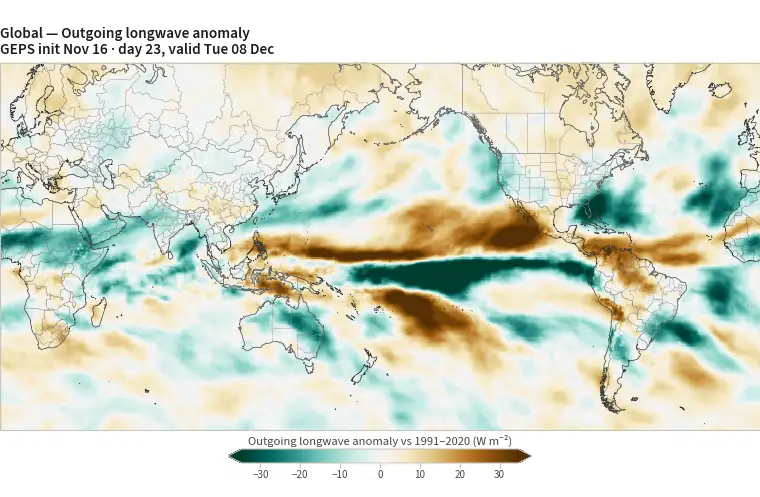 Global — Outgoing longwave anomaly
GEPS init Nov 16 · day 23, valid Tue 08 Dec
Outgoing longwave anomaly vs 1991–2020 (W m⁻²)
−30 −20 −10 0 10 20 30